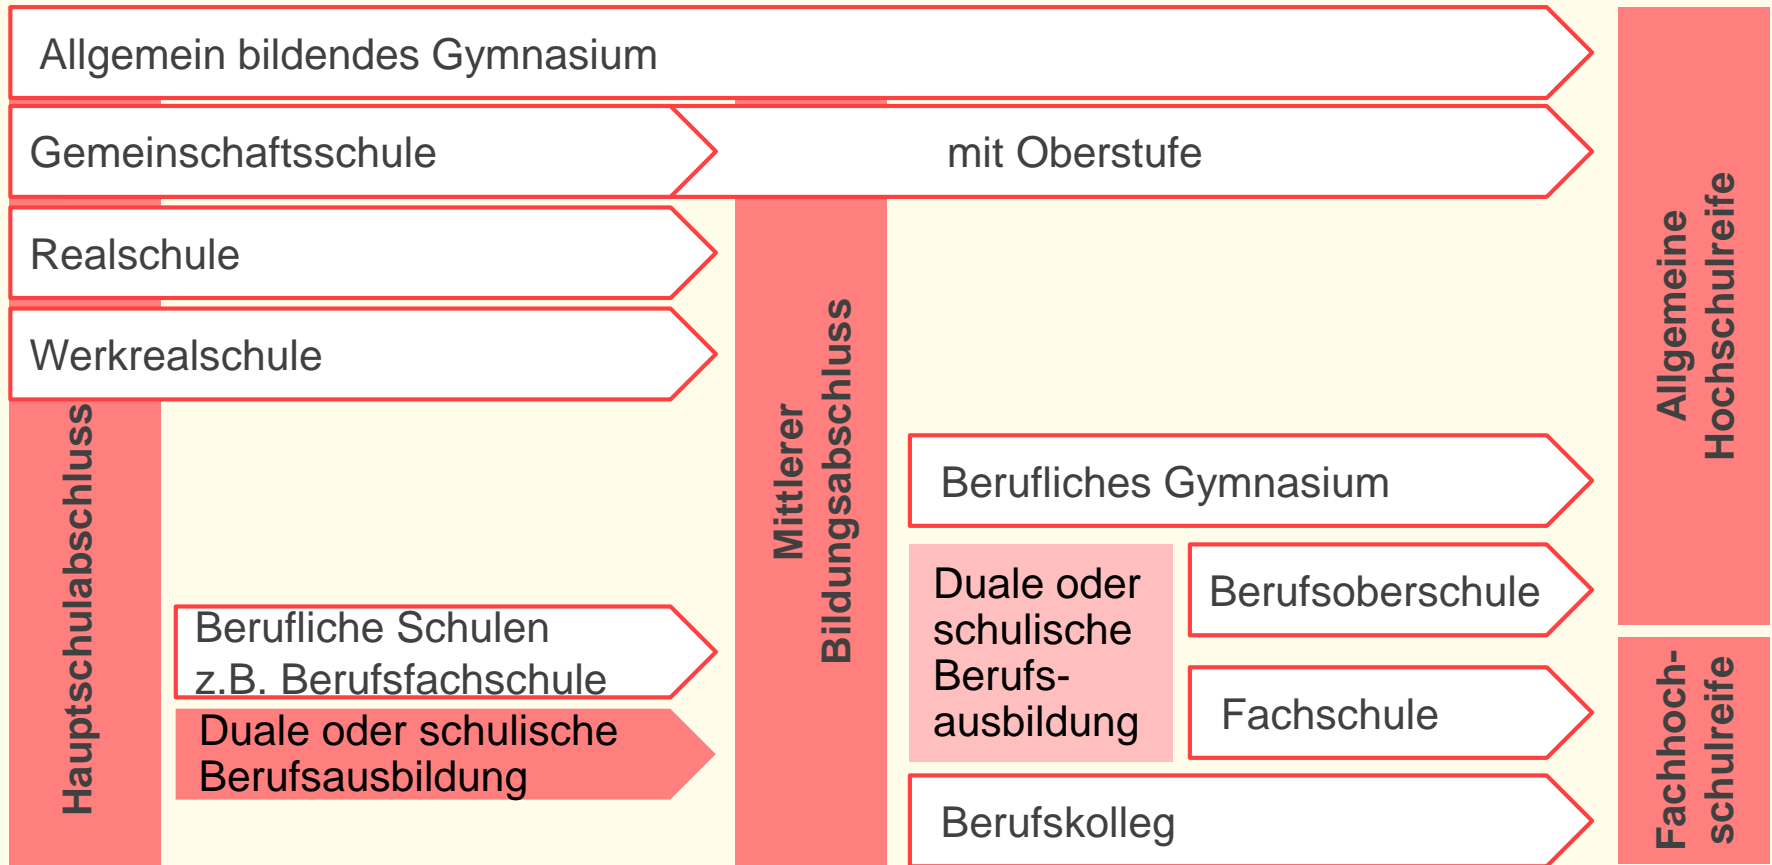 Allgemein bildendes Gymnasium
Gemeinschaftsschule
mit Oberstufe
Realschule
Werkrealschule
Hauptschulabschluss
Berufliche Schulen
z.B. Berufsfachschule
Duale oder schulische
Berufsausbildung
Mittlerer
Bildungsabschluss
Berufliches Gymnasium
Duale oder
schulische
Berufs-
ausbildung
Berufsoberschule
Fachschule
Berufskolleg
Allgemeine
Hochschulreife
Fachhoch-
schulreife